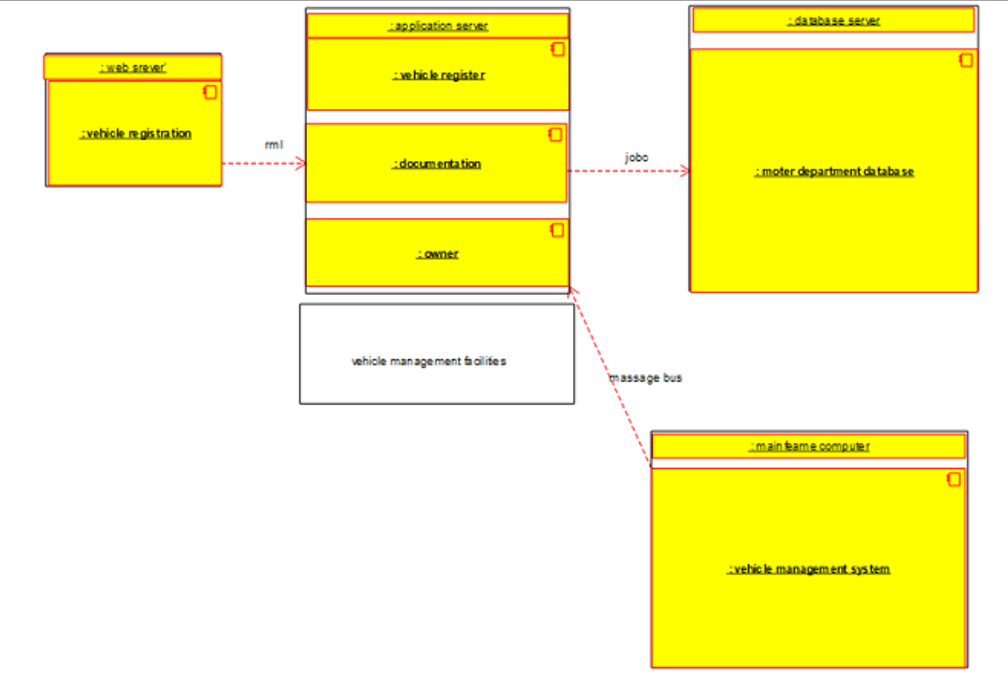 : web srever'
: vehicle registration
rml
: application server
: vehicle register
: documentation
: owner
vehicle management facilities
jobc
: database server
: moter department database
massage bus
: mainfeame computer
: vehicle management system